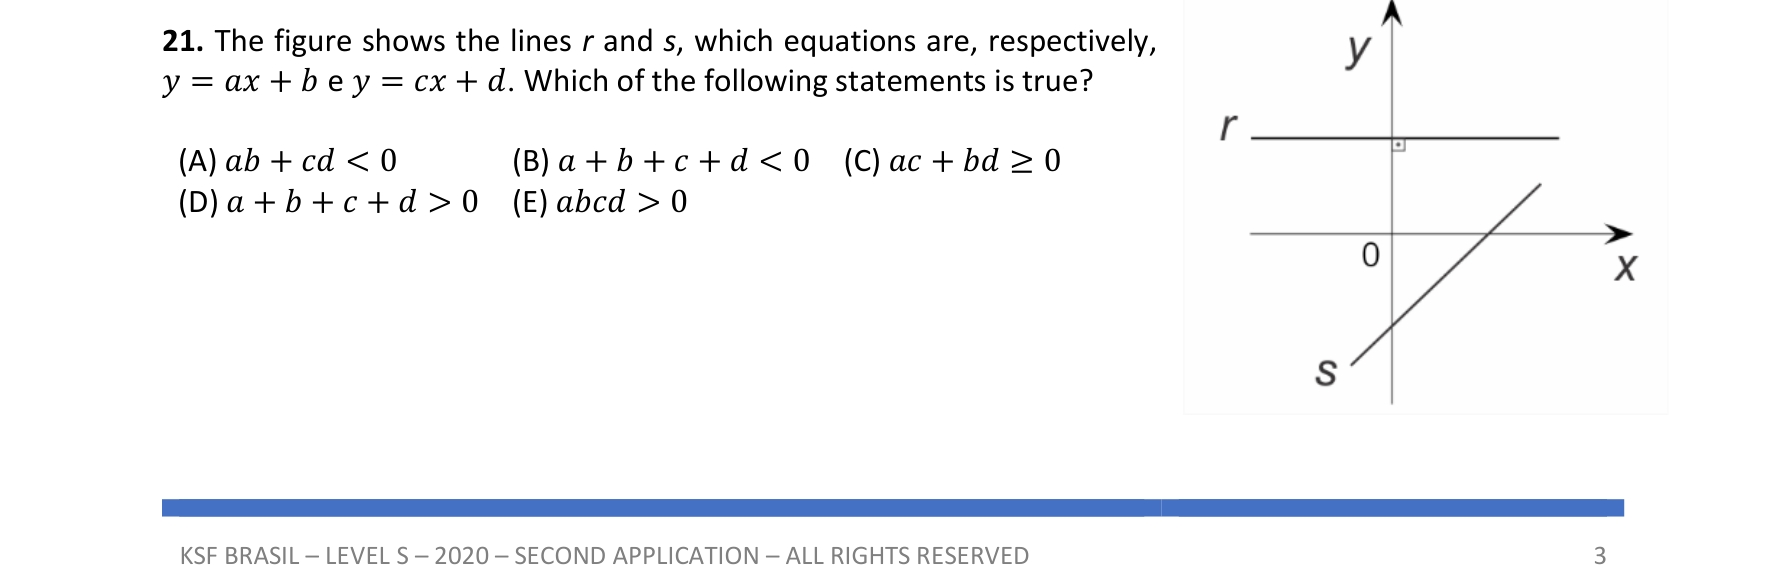 21. The figure shows the lines r and s, which equations are, respectively,
y = ax + b e y = cx + d. Which of the following statements is true?
(A) ab + cd < 0 (B) a + b + c + d < 0 (C) ac + bd ≥ 0
(D) a + b + c + d > 0 (E) abcd > 0
y
r
0
x
s
KSF BRASIL – LEVEL S – 2020 – SECOND APPLICATION – ALL RIGHTS RESERVED 3